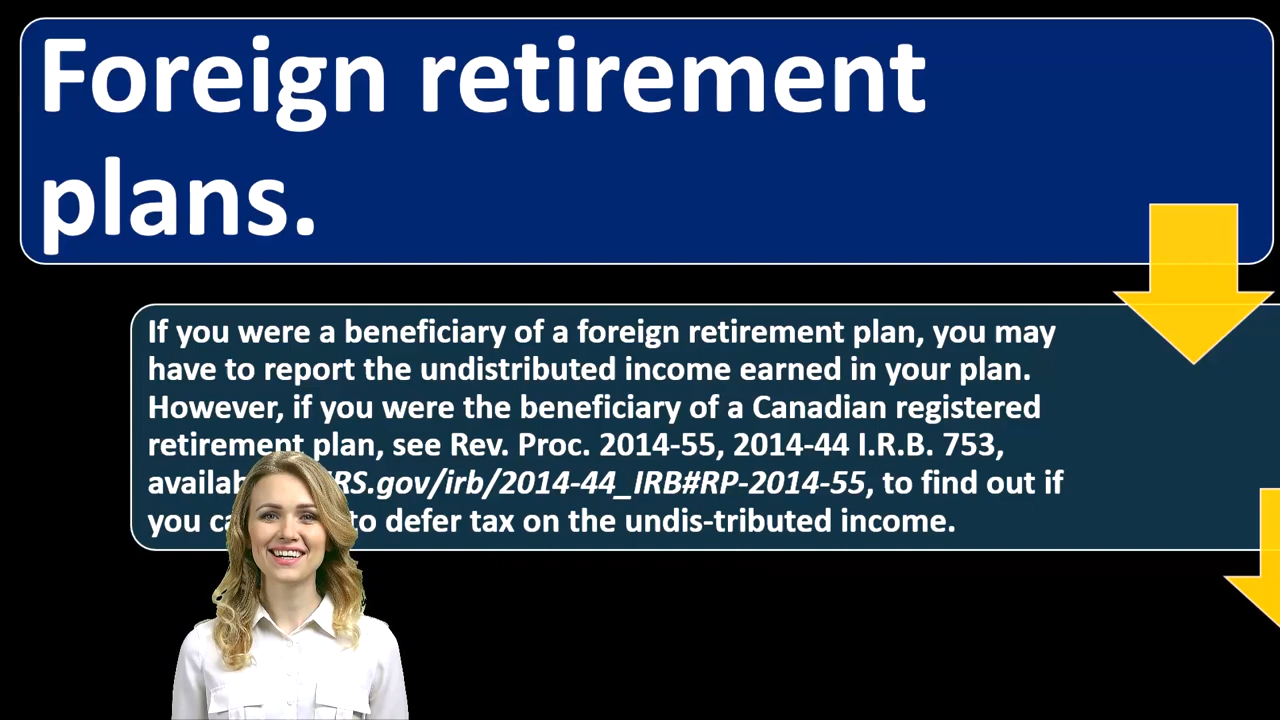 Foreign retirement
plans.
If you were a beneficiary of a foreign retirement plan, you may
have to report the undistributed income earned in your plan.
However, if you were the beneficiary of a Canadian registered
retirement plan, see Rev. Proc. 2014-55, 2014-44 I.R.B. 753,
RS.gov/irb/2014-44_IRB#RP-2014-55, to find out if
you to defer tax on the undis-tributed income.